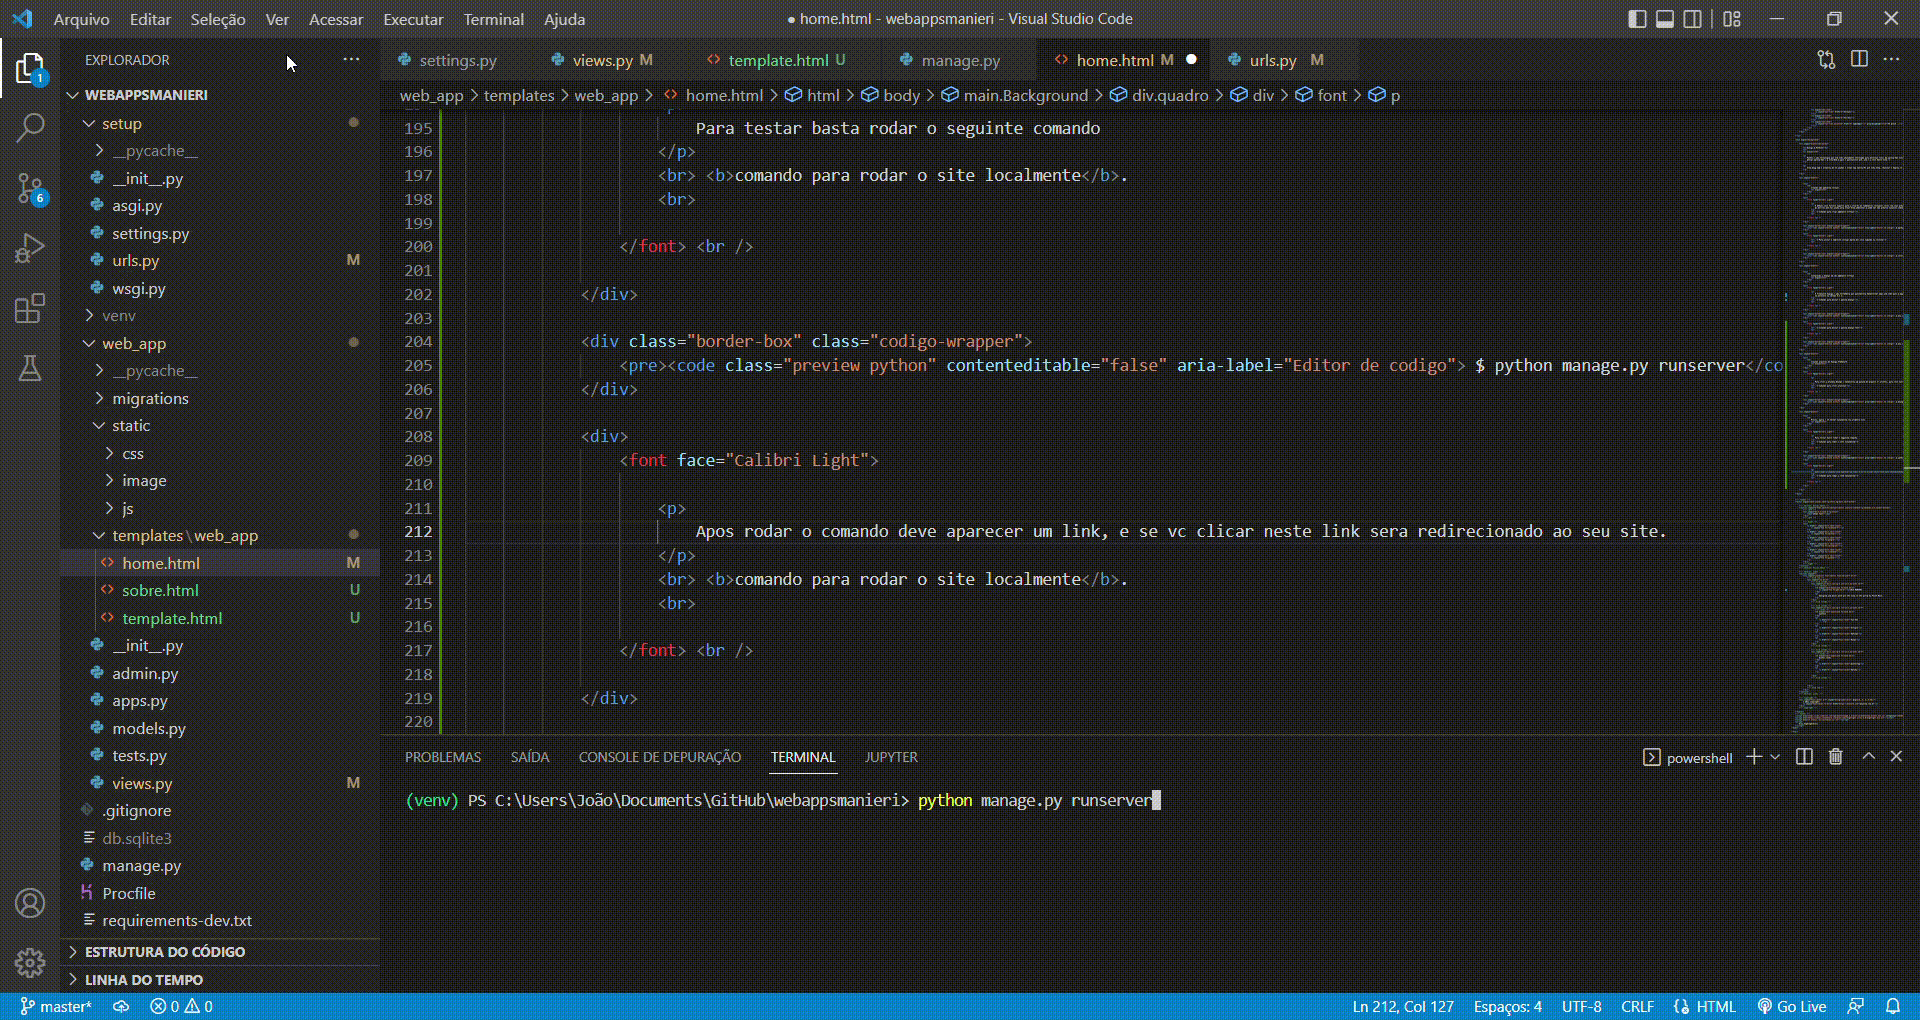 Arquivo Editar Seleção Ver Acessar Executar Terminal Ajuda
● home.html - webappsmanieri - Visual Studio Code
EXPLORADOR
settings.py views.py M template.html U manage.py home.html M urls.py M
WEBAPPSMANIERI
web_app > templates > web_app > home.html > html > body > main.Background > div.quadro > div > font > p
1
6
setup
__pycache__
__init__.py
asgi.py
settings.py
urls.py M
wsgi.py
venv
web_app
__pycache__
migrations
static
css
image
js
templates\web_app
home.html M
sobre.html U
template.html U
__init__.py
admin.py
apps.py
models.py
tests.py
views.py M
.gitignore
db.sqlite3
manage.py
Procfile
requirements-dev.txt
ESTRUTURA DO CÓDIGO
LINHA DO TEMPO
195 Para testar basta rodar o seguinte comando
196 </p>
197 <br> <b>comando para rodar o site localmente</b>.
198 <br>
199
200 </font> <br />
201
202 </div>
203
204 <div class="border-box" class="codigo-wrapper">
205 <pre><code class="preview python" contenteditable="false" aria-label="Editor de codigo"> $ python manage.py runserver</co
206 </div>
207
208 <div>
209 <font face="Calibri Light">
210
211 <p>
212 Apos rodar o comando deve aparecer um link, e se vc clicar neste link sera redirecionado ao seu site.
213 </p>
214 <br> <b>comando para rodar o site localmente</b>.
215 <br>
216
217 </font> <br />
218
219 </div>
220
PROBLEMAS SAÍDA CONSOLE DE DEPURAÇÃO TERMINAL JUPYTER
powershell
(venv) PS C:\Users\João\Documents\GitHub\webappsmanieri> python manage.py runserver
master* 0 0
Ln 212, Col 127 Espaços: 4 UTF-8 CRLF HTML Go Live